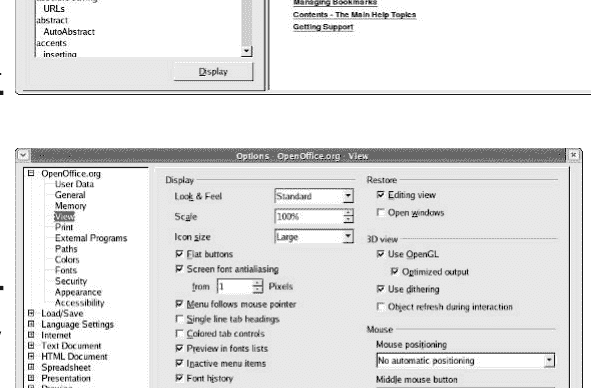 URLs
abstract
AutoAbstract
accents
inserting
Display
Managing Bookmarks
Contents - The Main Help Topics
Getting Support
Options - OpenOffice.org - View
OpenOffice.org
User Data
General
Memory
View
Print
External Programs
Paths
Colors
Fonts
Security
Appearance
Accessibility
Load/Save
Language Settings
Internet
Text Document
HTML Document
Spreadsheet
Presentation
Display
Look & Feel Standard
Scale 100%
Icon size Large
Flat buttons
Screen font antialiasing
from 1 Pixels
Menu follows mouse pointer
Single line tab headings
Colored tab controls
Preview in fonts lists
Inactive menu items
Font history
Restore
Editing view
Open windows
3D view
Use OpenGL
Optimized output
Use dithering
Object refresh during interaction
Mouse
Mouse positioning
No automatic positioning
Middle mouse button